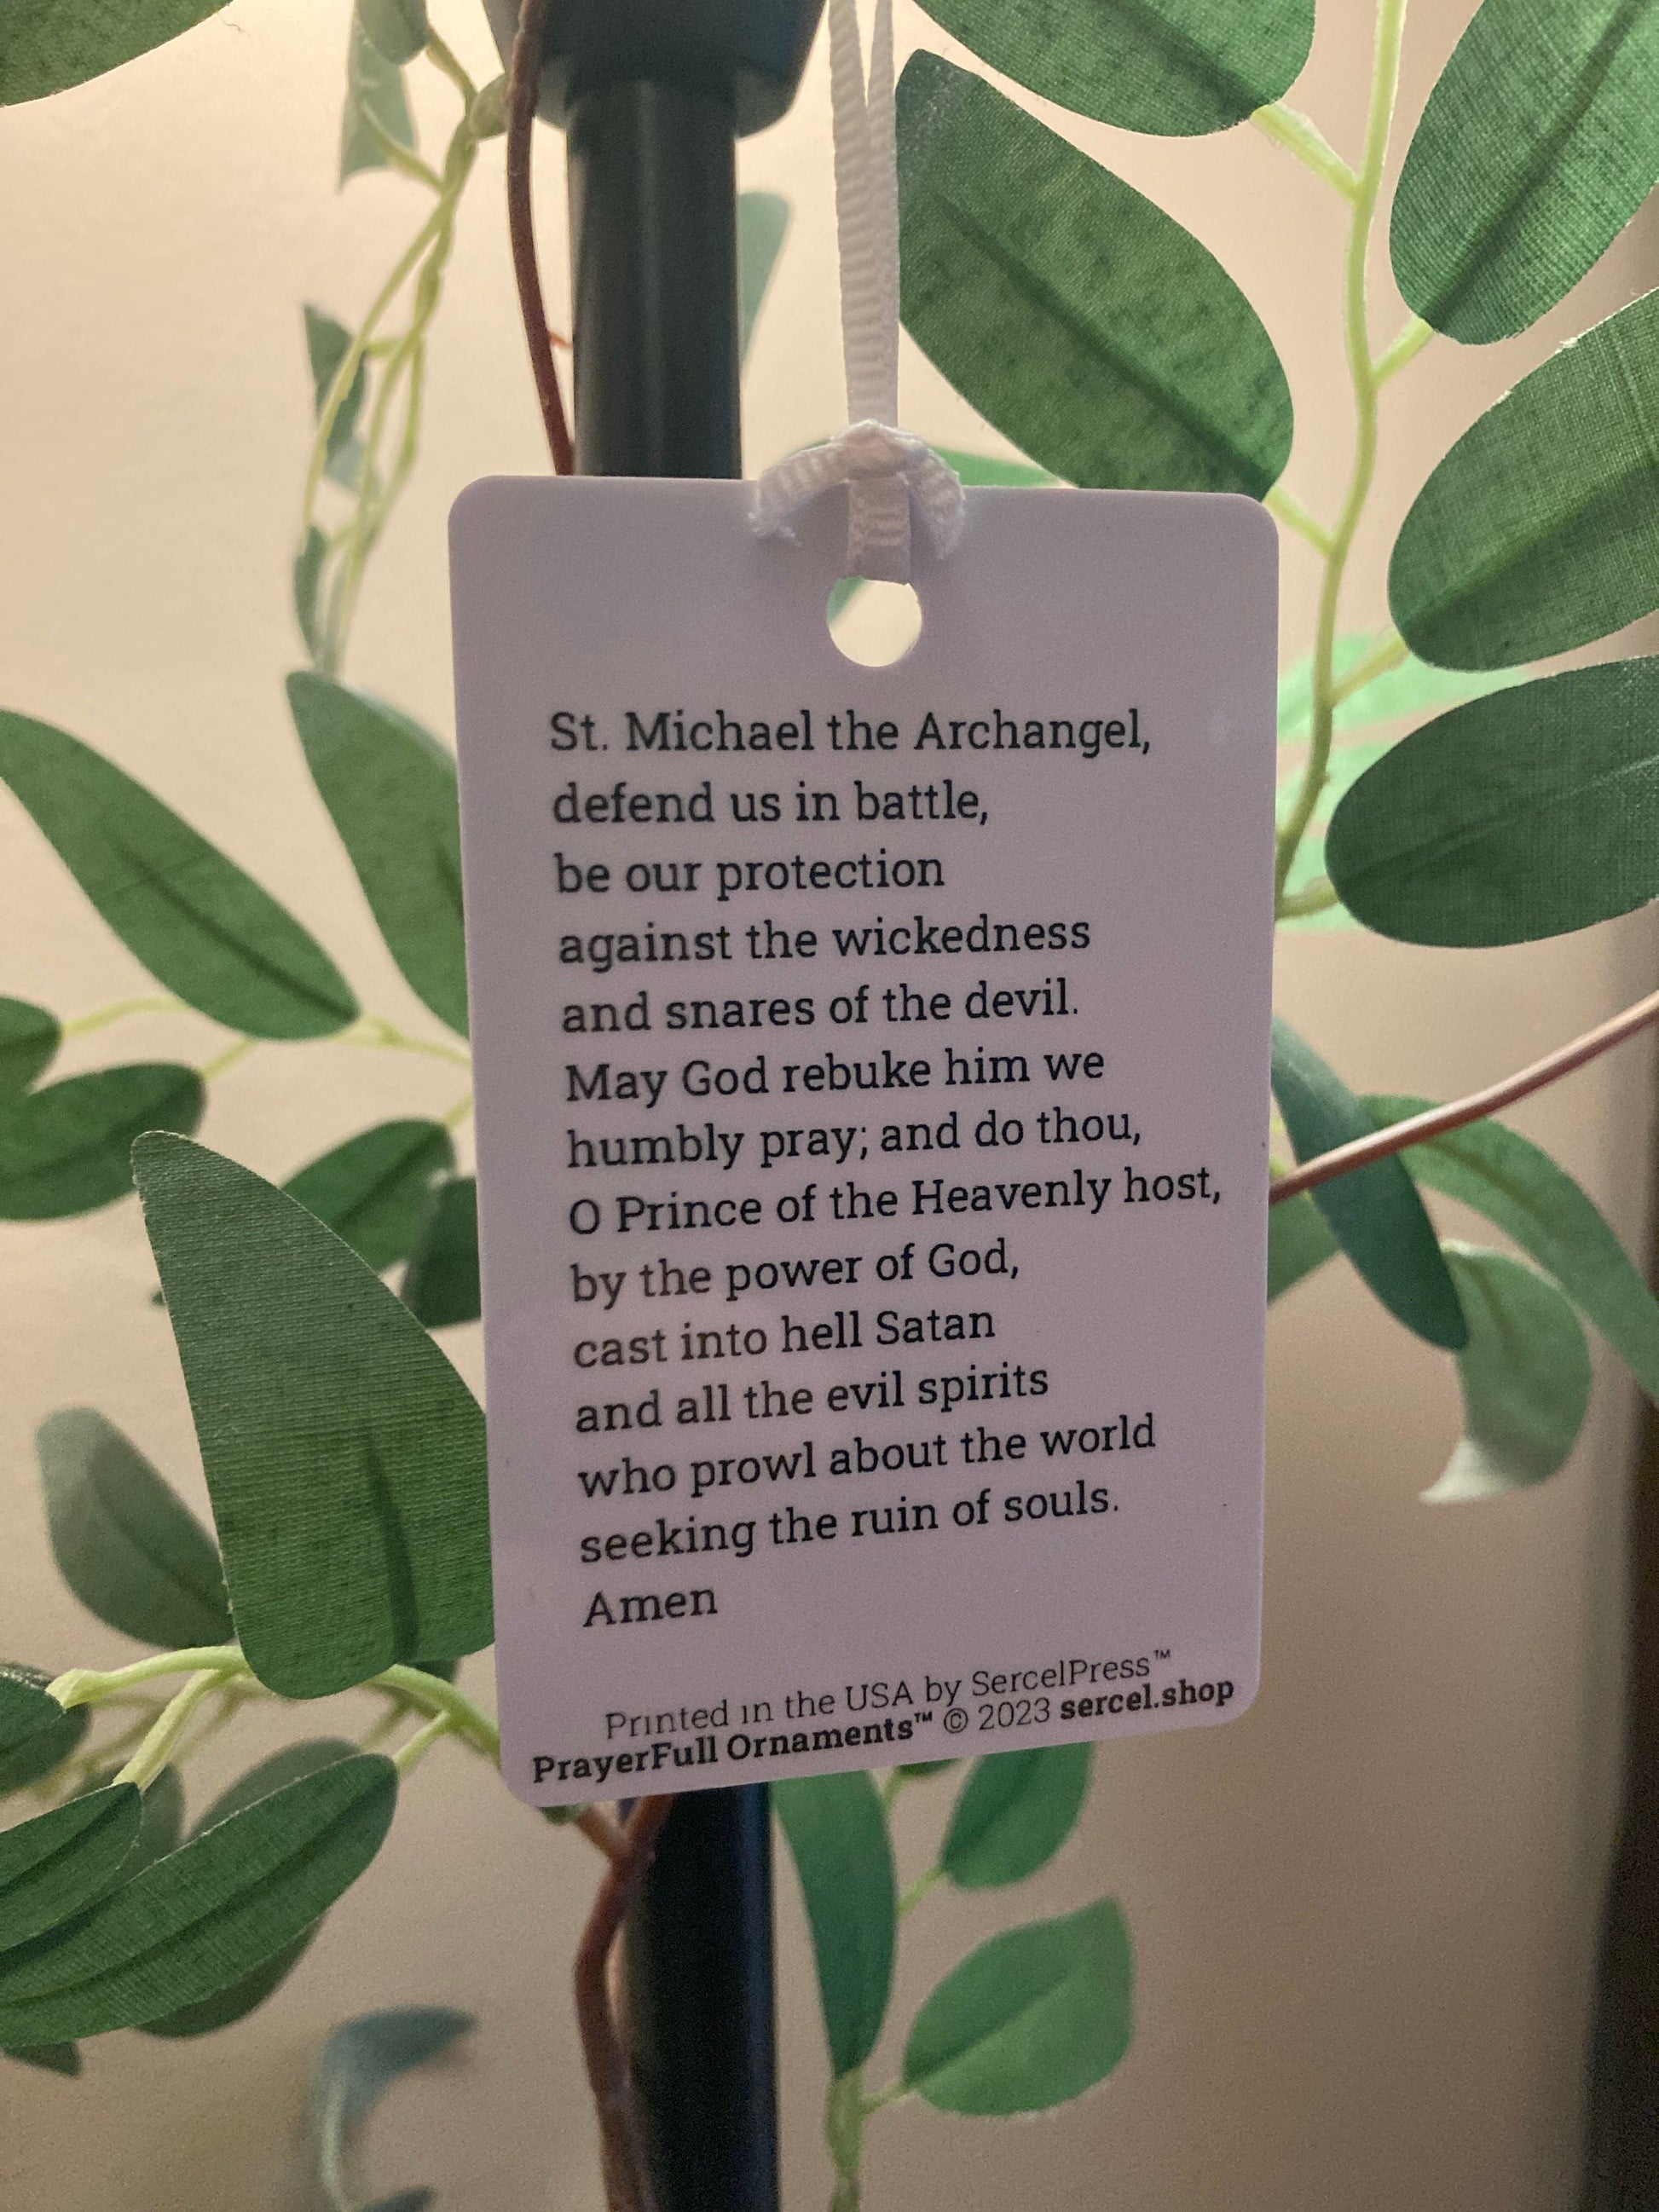 St. Michael the Archangel,
defend us in battle,
be our protection
against the wickedness
and snares of the devil.
May God rebuke him we
humbly pray; and do thou,
O Prince of the Heavenly host,
by the power of God,
cast into hell Satan
and all the evil spirits
who prowl about the world
seeking the ruin of souls.
Amen
Printed in the USA by SercelPress™
PrayerFull Ornaments™ © 2023 sercel.shop